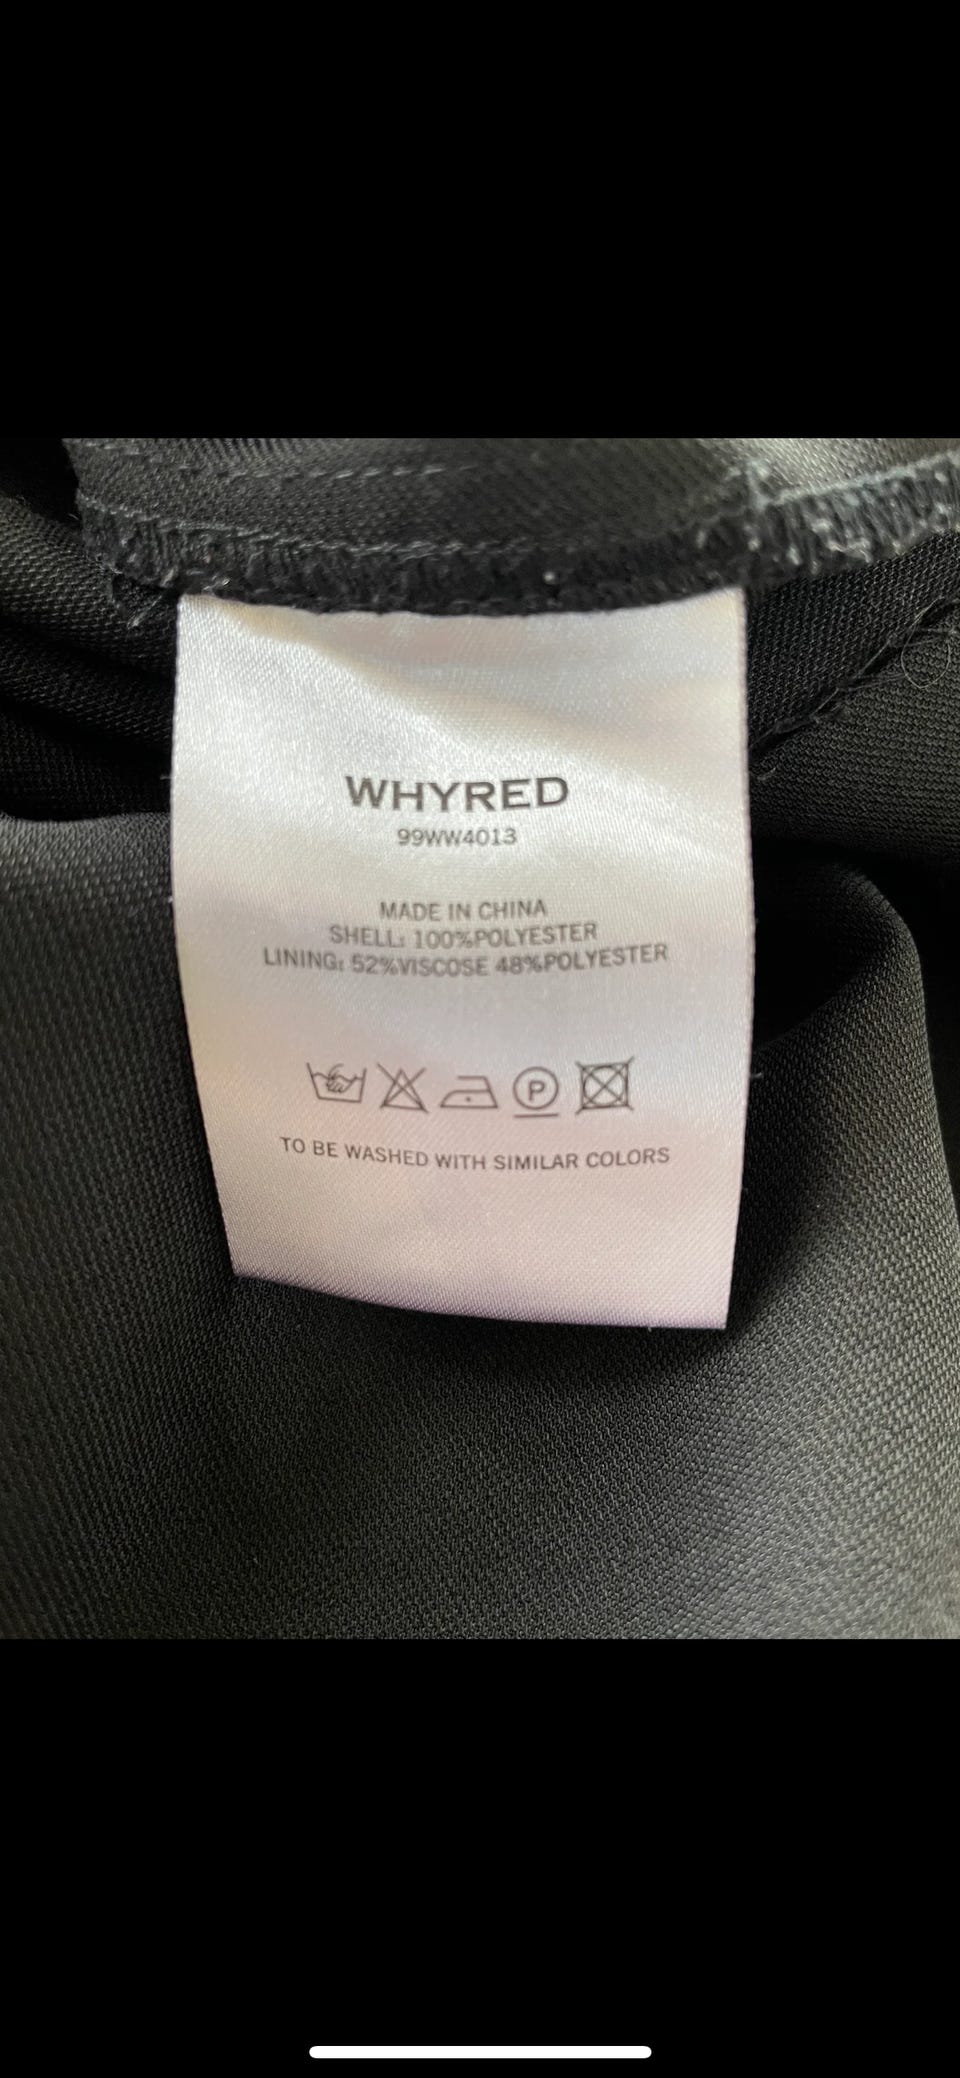 WHYRED
99WW4013
MADE IN CHINA
SHELL: 100%POLYESTER
LINING: 52%VISCOSE 48%POLYESTER
P
TO BE WASHED WITH SIMILAR COLORS